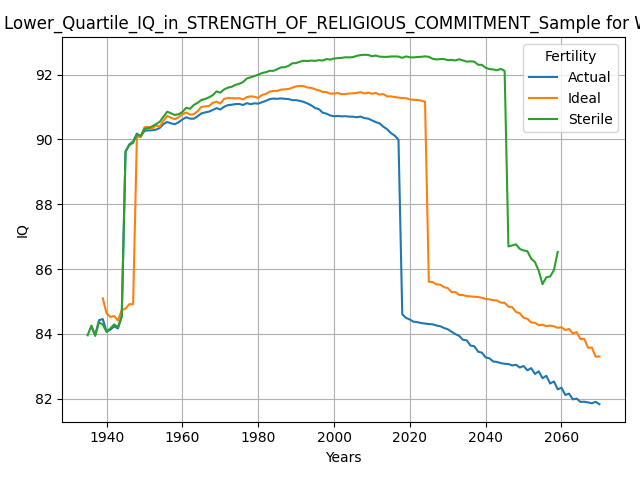 Lower_Quartile_IQ_in_STRENGTH_OF_RELIGIOUS_COMMITMENT_Sample for
Fertility
Actual
Ideal
Sterile
92
90
88
86
84
82
IQ
1940
1960
1980
2000
2020
2040
2060
Years